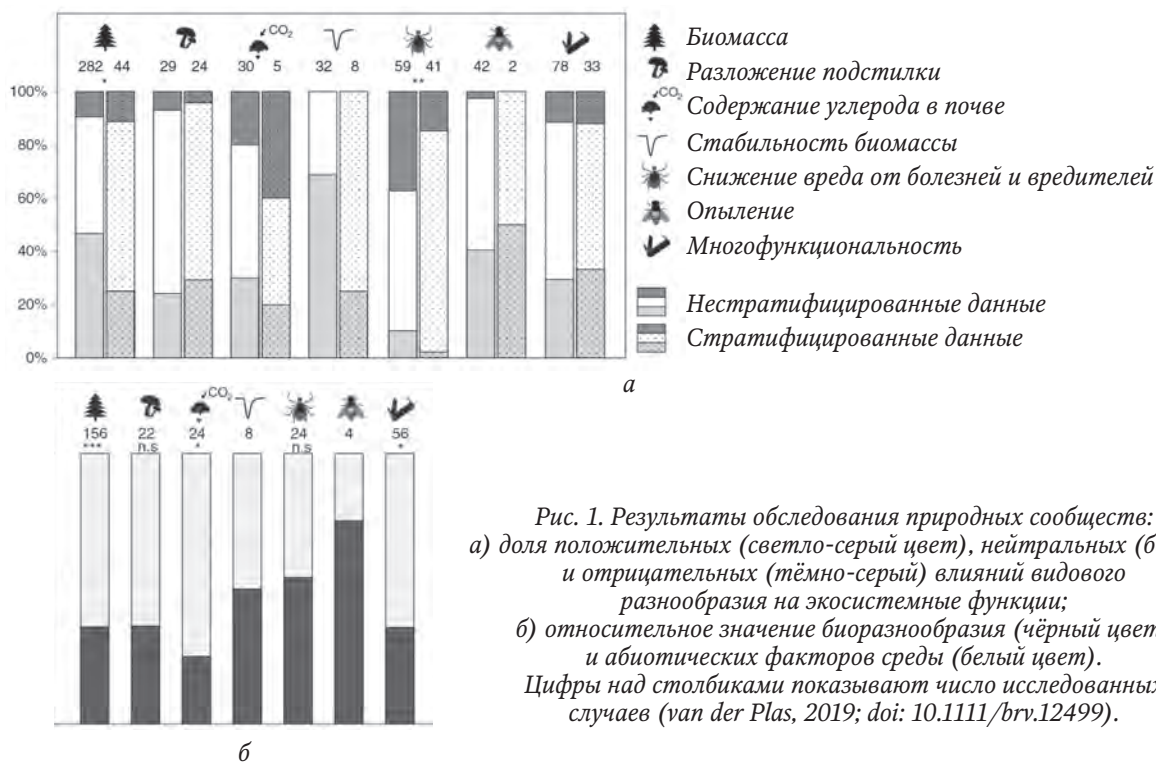 CO₂
282 44 29 24 30 5 32 8 59 41 42 2 78 33
* **
100%
80%
60%
40%
20%
0%
Биомасса
Разложение подстилки
CO₂
Содержание углерода в почве
Стабильность биомассы
Снижение вреда от болезней и вредителей
Опыление
Многофункциональность
Нестратифицированные данные
Стратифицированные данные
а
CO₂
156 22 24 8 24 4 56
*** n.s * n.s *
б
Рис. 1. Результаты обследования природных сообществ:
а) доля положительных (светло-серый цвет), нейтральных (б
и отрицательных (тёмно-серый) влияний видового
разнообразия на экосистемные функции;
б) относительное значение биоразнообразия (чёрный цвет
и абиотических факторов среды (белый цвет).
Цифры над столбиками показывают число исследованны
случаев (van der Plas, 2019; doi: 10.1111/brv.12499).